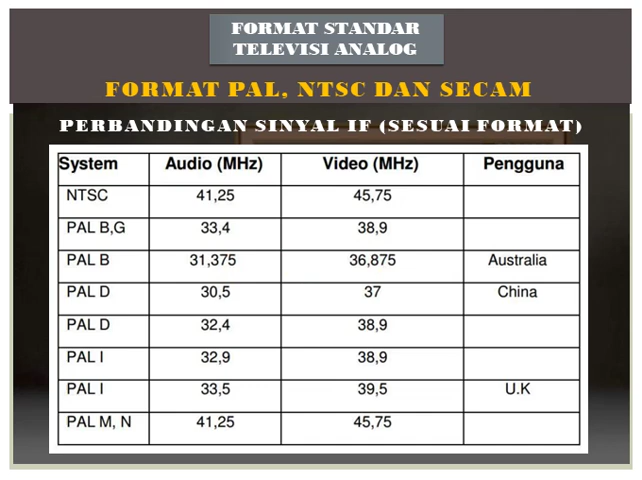 FORMAT STANDAR
TELEVISI ANALOG
FORMAT PAL, NTSC DAN SECAM
PERBANDINGAN SINYAL IF (SESUAI FORMAT)
System Audio (MHz) Video (MHz) Pengguna
NTSC 41,25 45,75
PAL B,G 33,4 38,9
PAL B 31,375 36,875 Australia
PAL D 30,5 37 China
PAL D 32,4 38,9
PAL I 32,9 38,9
PAL I 33,5 39,5 U.K
PAL M, N 41,25 45,75